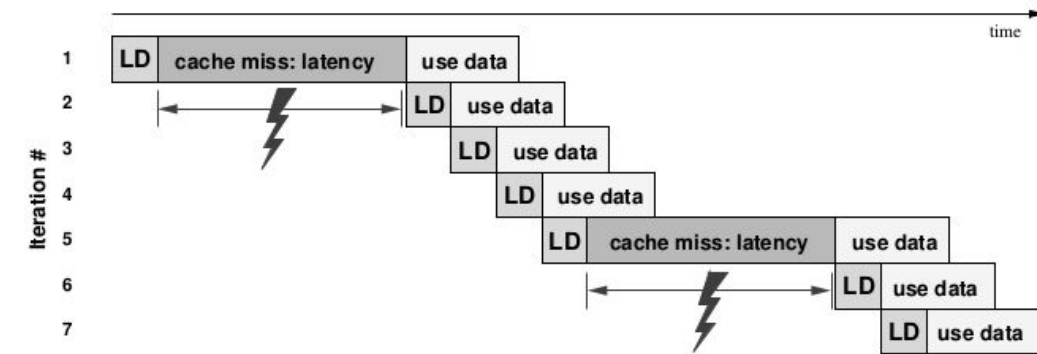 time
1 LD cache miss: latency use data
2 LD use data
3 LD use data
4 LD use data
5 LD cache miss: latency use data
6 LD use data
7 LD use data
Iteration #